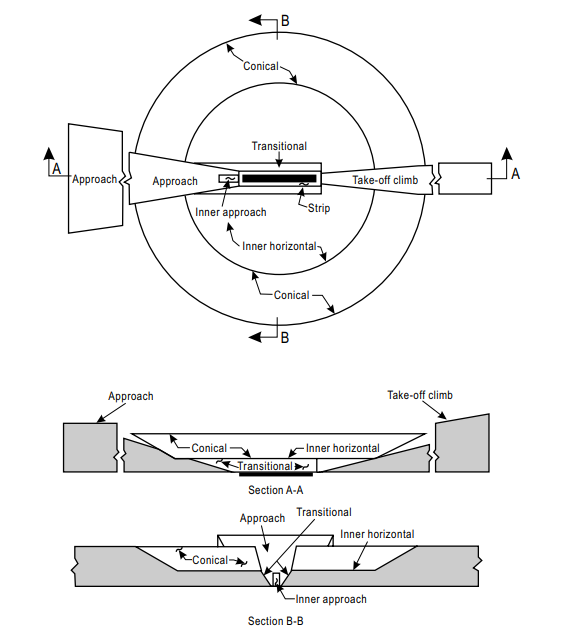 B
Conical
Transitional
A
Approach
Approach
Take-off climb
A
Inner approach
Strip
Inner horizontal
Conical
B
Approach
Take-off climb
Conical
Inner horizontal
Transitional
Section A-A
Approach
Transitional
Inner horizontal
Conical
Inner approach
Section B-B